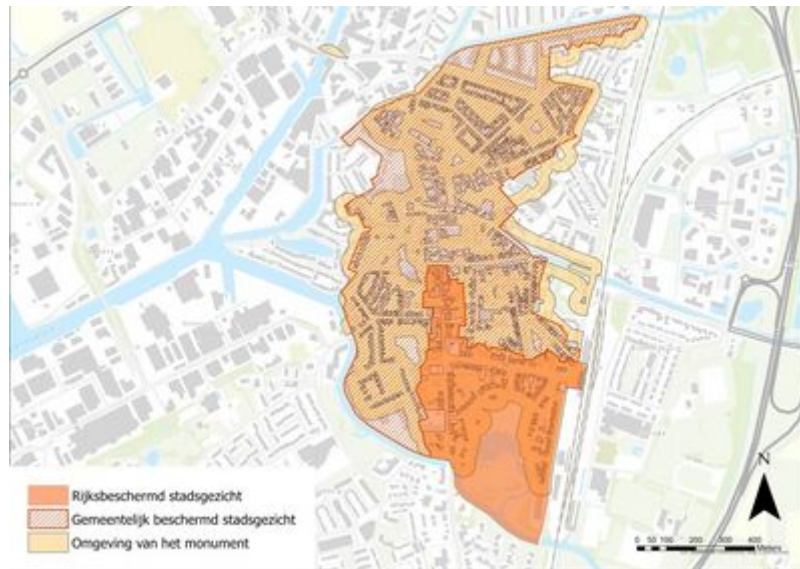 Rijksbeschermd stadsgezicht
Gemeentelijk beschermd stadsgezicht
Omgeving van het monument
N
0 50 100 200 300 400
Meters